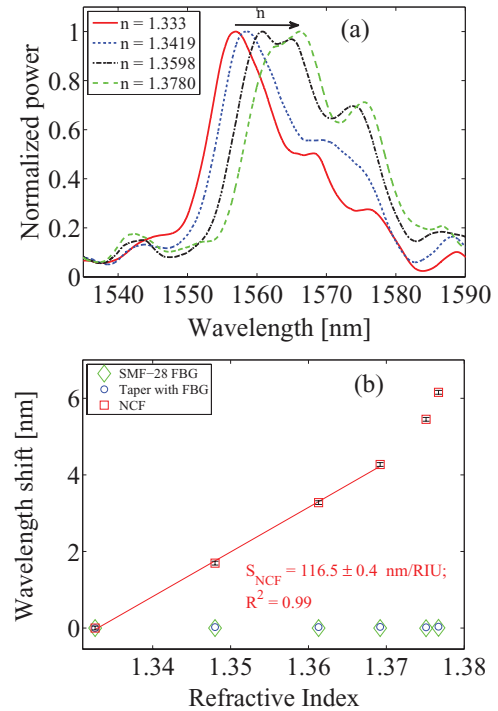 n
(a)
n = 1.333
n = 1.3419
n = 1.3598
n = 1.3780
Normalized power
1
0.8
0.6
0.4
0.2
0
1540 1550 1560 1570 1580 1590
Wavelength [nm]
(b)
SMF−28 FBG
Taper with FBG
NCF
Wavelength shift [nm]
6
4
2
0
S_NCF = 116.5 ± 0.4 nm/RIU;
R² = 0.99
1.34 1.35 1.36 1.37 1.38
Refractive Index